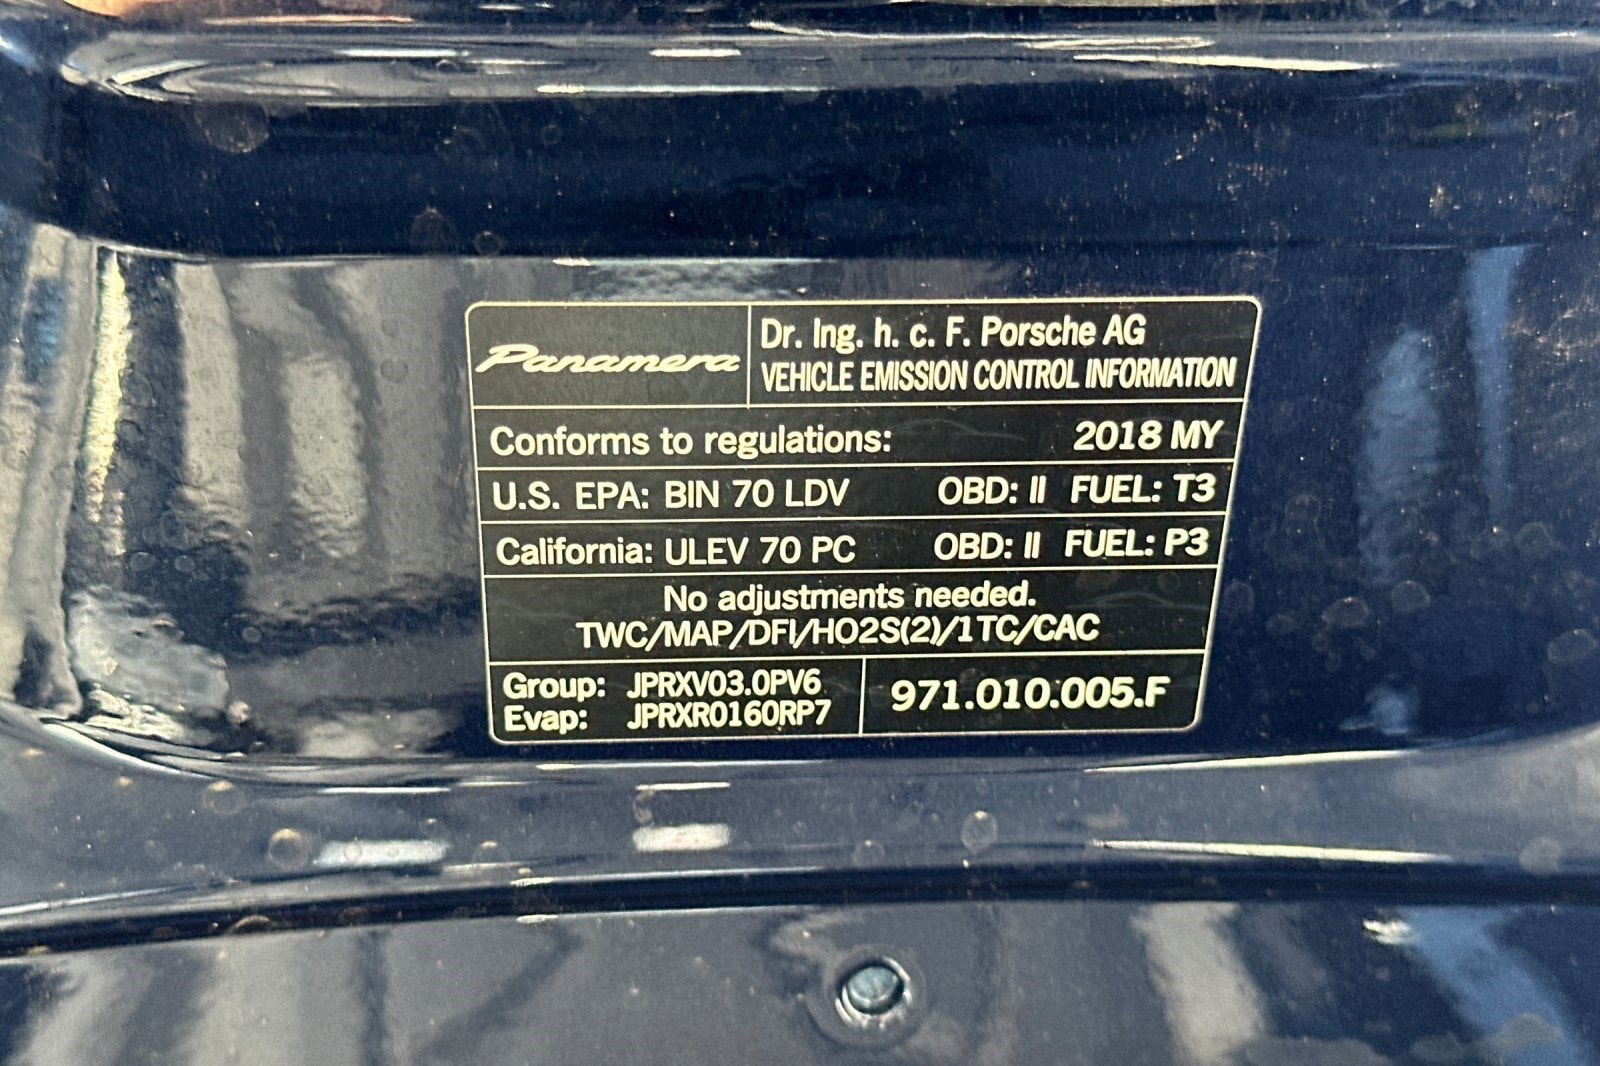 Panamera
Dr. Ing. h. c. F. Porsche AG
VEHICLE EMISSION CONTROL INFORMATION
Conforms to regulations: 2018 MY
U.S. EPA: BIN 70 LDV OBD: II FUEL: T3
California: ULEV 70 PC OBD: II FUEL: P3
No adjustments needed.
TWC/MAP/DFI/HO2S(2)/1TC/CAC
Group: JPRXV03.0PV6
Evap: JPRXR0160RP7
971.010.005.F